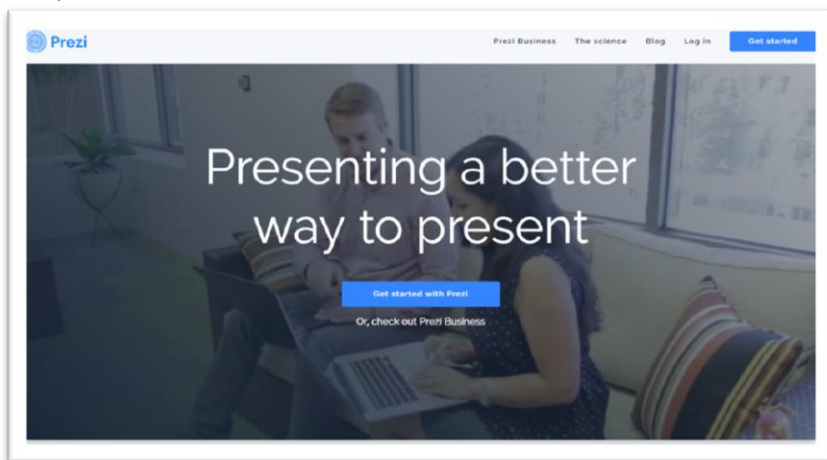 Prezi
Prezi Business The science Blog Log in Get started
Presenting a better
way to present
Get started with Prezi
Or, check out Prezi Business